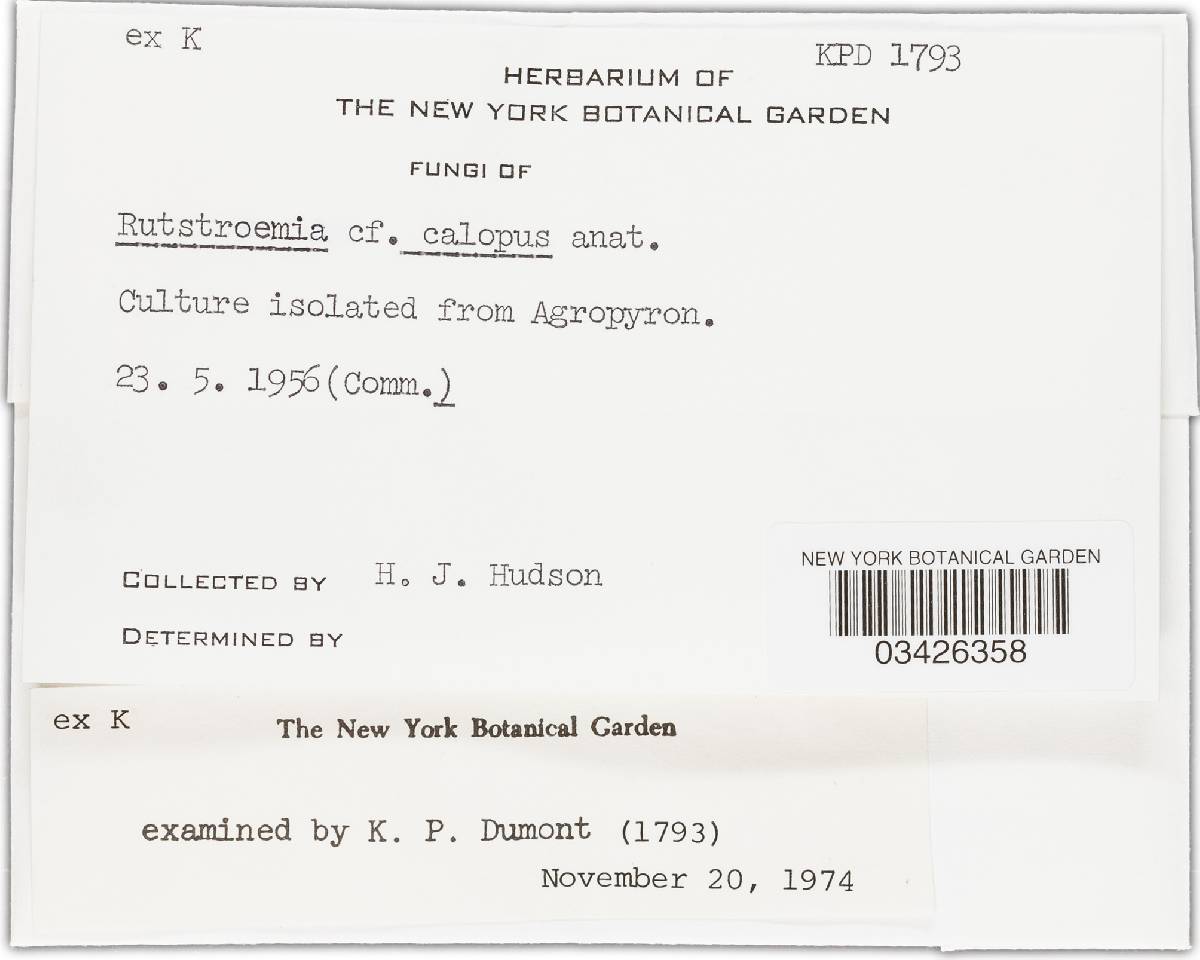 ex K
KPD 1793
HERBARIUM OF
THE NEW YORK BOTANICAL GARDEN
FUNGI OF
Rutstroemia cf. calopus anat.
Culture isolated from Agropyron.
23. 5. 1956(Comm.)
COLLECTED BY H. J. Hudson
DETERMINED BY
NEW YORK BOTANICAL GARDEN
03426358
ex K
The New York Botanical Garden
examined by K. P. Dumont (1793)
November 20, 1974